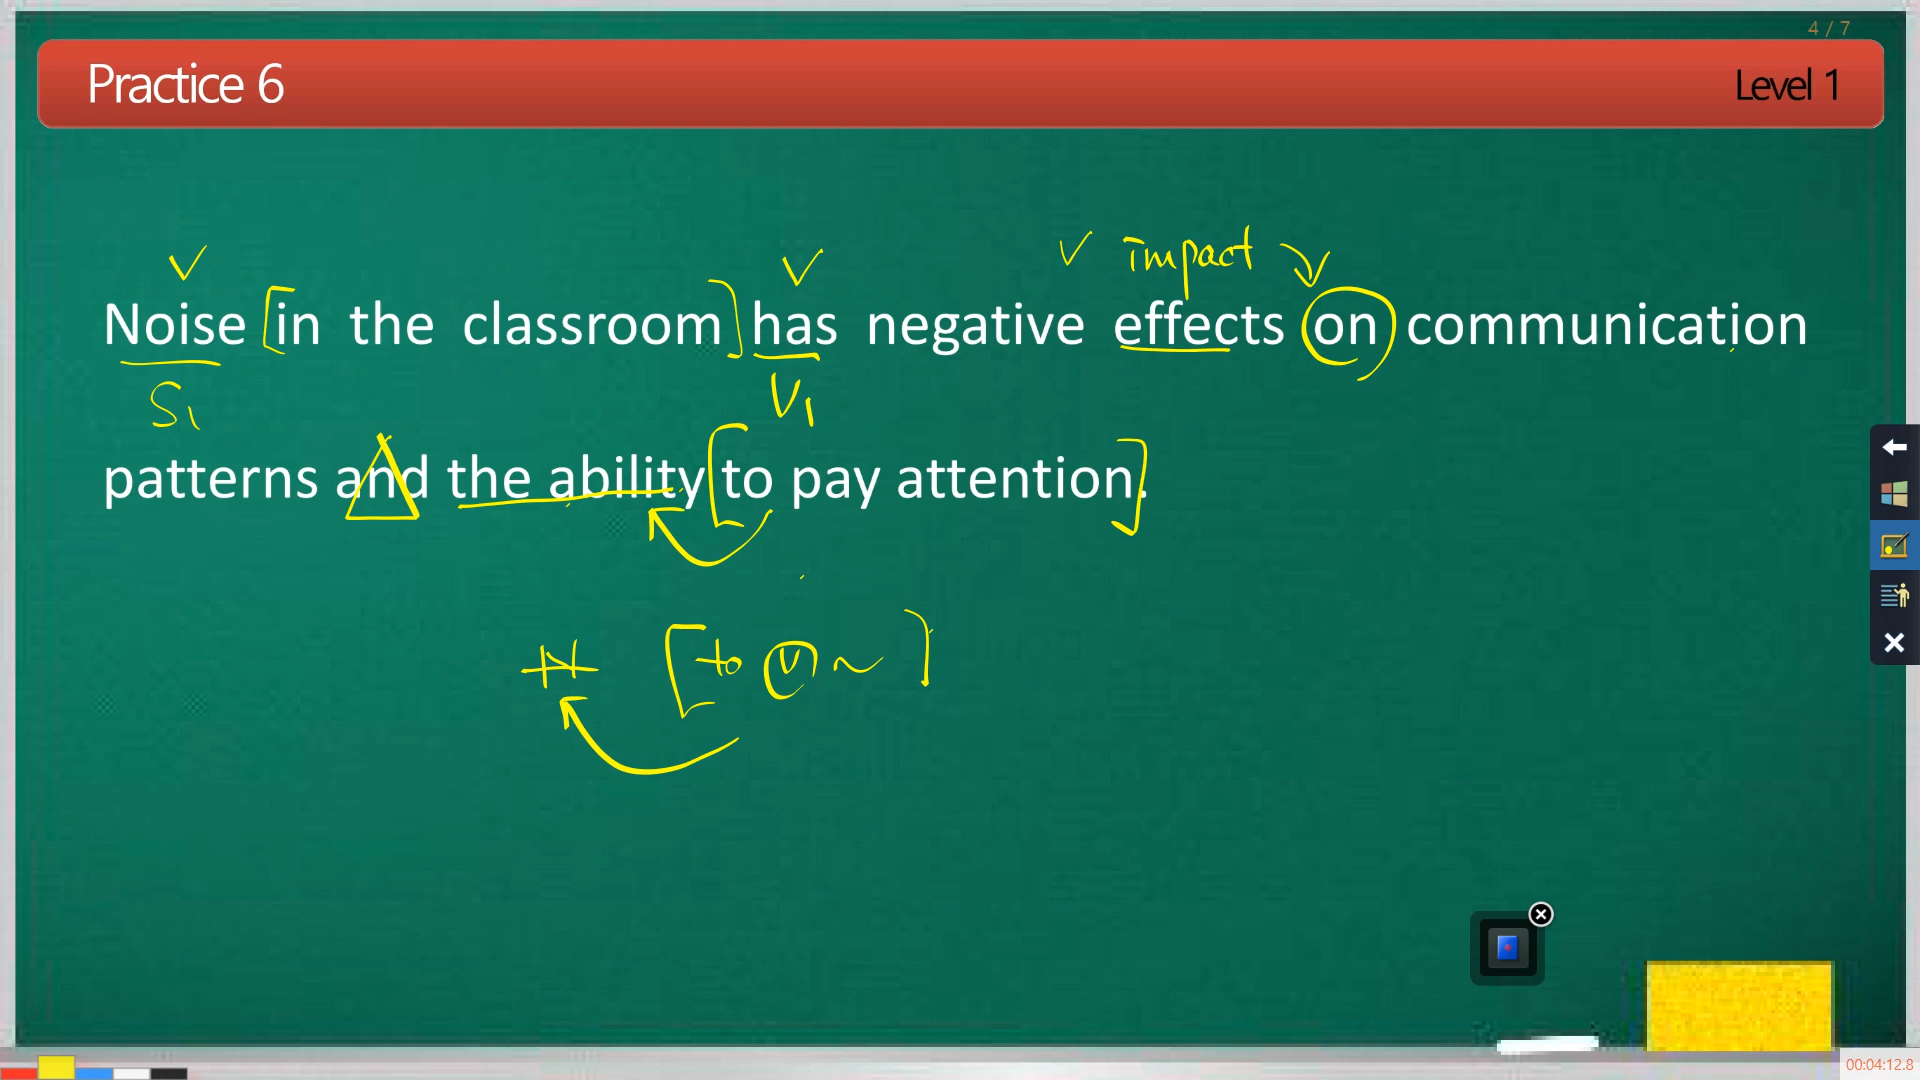 4 / 7
Practice 6
Level 1
impact
Noise [in the classroom] has negative effects on communication
S1
V1
patterns and the ability [to pay attention.]
N [to V ~]
00:04:12.8